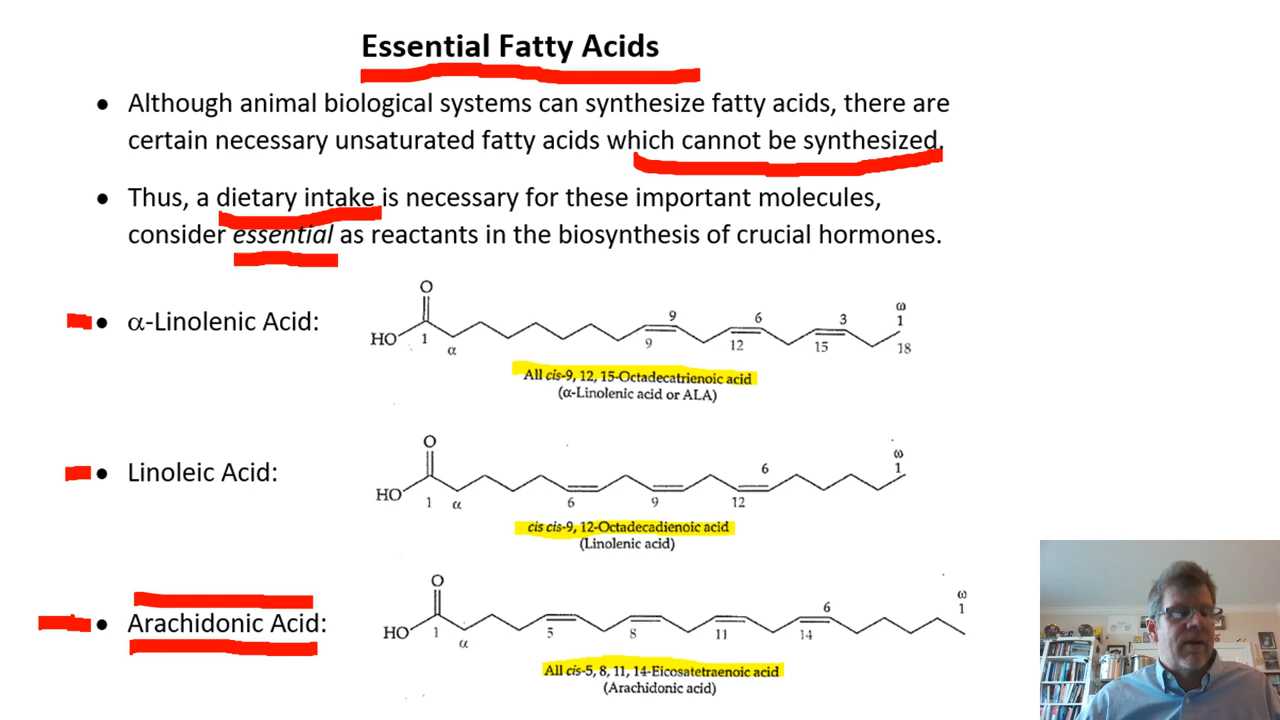 Essential Fatty Acids
• Although animal biological systems can synthesize fatty acids, there are
certain necessary unsaturated fatty acids which cannot be synthesized.
• Thus, a dietary intake is necessary for these important molecules,
consider essential as reactants in the biosynthesis of crucial hormones.
• α-Linolenic Acid:
O
HO 1 α 9 9 12 6 15 3 ω 1 18
All cis-9, 12, 15-Octadecatrienoic acid
(α-Linolenic acid or ALA)
• Linoleic Acid:
O
HO 1 α 6 9 12 6 ω 1
cis cis-9, 12-Octadecadienoic acid
(Linolenic acid)
• Arachidonic Acid:
O
HO 1 α 5 8 11 14 6 ω 1
All cis-5, 8, 11, 14-Eicosatetraenoic acid
(Arachidonic acid)